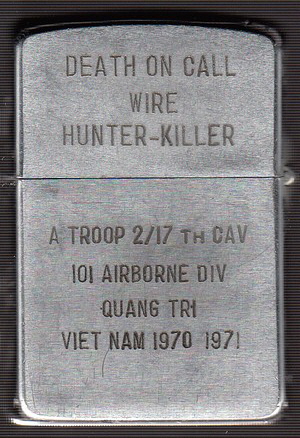 DEATH ON CALL
WIRE
HUNTER-KILLER
A TROOP 2/17 TH CAV
101 AIRBORNE DIV
QUANG TRI
VIET NAM 1970 1971